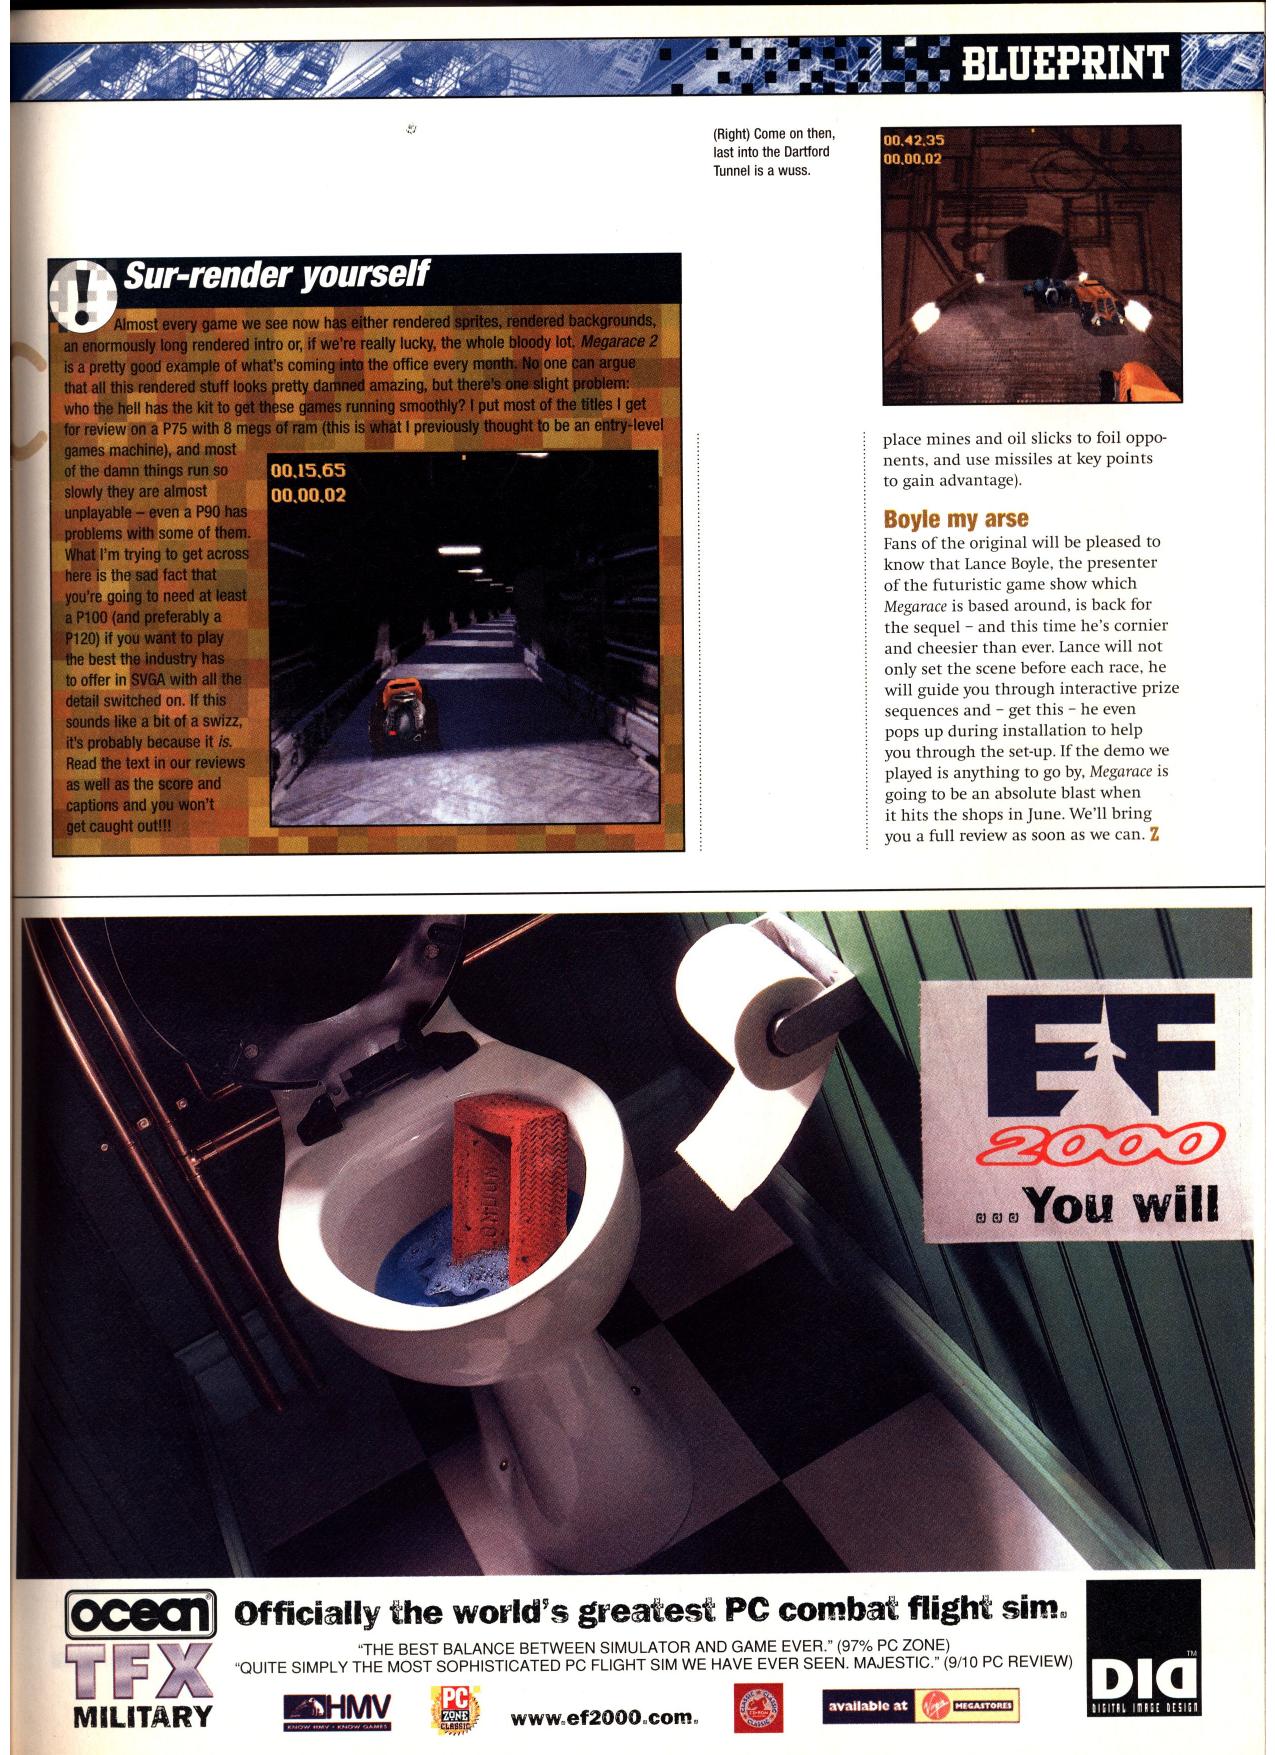 BLUEPRINT
(Right) Come on then,
last into the Dartford
Tunnel is a wuss.
00.42.35
00.00.02
! Sur-render yourself
Almost every game we see now has either rendered sprites, rendered backgrounds,
an enormously long rendered intro or, if we're really lucky, the whole bloody lot. Megarace 2
is a pretty good example of what's coming into the office every month. No one can argue
that all this rendered stuff looks pretty damned amazing, but there's one slight problem:
who the hell has the kit to get these games running smoothly? I put most of the titles I get
for review on a P75 with 8 megs of ram (this is what I previously thought to be an entry-level
games machine), and most
of the damn things run so
slowly they are almost
unplayable – even a P90 has
problems with some of them.
What I'm trying to get across
here is the sad fact that
you're going to need at least
a P100 (and preferably a
P120) if you want to play
the best the industry has
to offer in SVGA with all the
detail switched on. If this
sounds like a bit of a swizz,
it's probably because it is.
Read the text in our reviews
as well as the score and
captions and you won't
get caught out!!!
00.15.65
00.00.02
place mines and oil slicks to foil oppo-
nents, and use missiles at key points
to gain advantage).
Boyle my arse
Fans of the original will be pleased to
know that Lance Boyle, the presenter
of the futuristic game show which
Megarace is based around, is back for
the sequel – and this time he's cornier
and cheesier than ever. Lance will not
only set the scene before each race, he
will guide you through interactive prize
sequences and – get this – he even
pops up during installation to help
you through the set-up. If the demo we
played is anything to go by, Megarace is
going to be an absolute blast when
it hits the shops in June. We'll bring
you a full review as soon as we can. Z
EF
2000
...You will
ocean
TFX
MILITARY
Officially the world's greatest PC combat flight sim.
“THE BEST BALANCE BETWEEN SIMULATOR AND GAME EVER.” (97% PC ZONE)
“QUITE SIMPLY THE MOST SOPHISTICATED PC FLIGHT SIM WE HAVE EVER SEEN. MAJESTIC.” (9/10 PC REVIEW)
HMV
KNOW HMV • KNOW GAMES
PC
ZONE
CLASSIC
www.ef2000.com.
CLASSIC
CD-ROM
available at Virgin MEGASTORES
DID™
DIGITAL IMAGE DESIGN